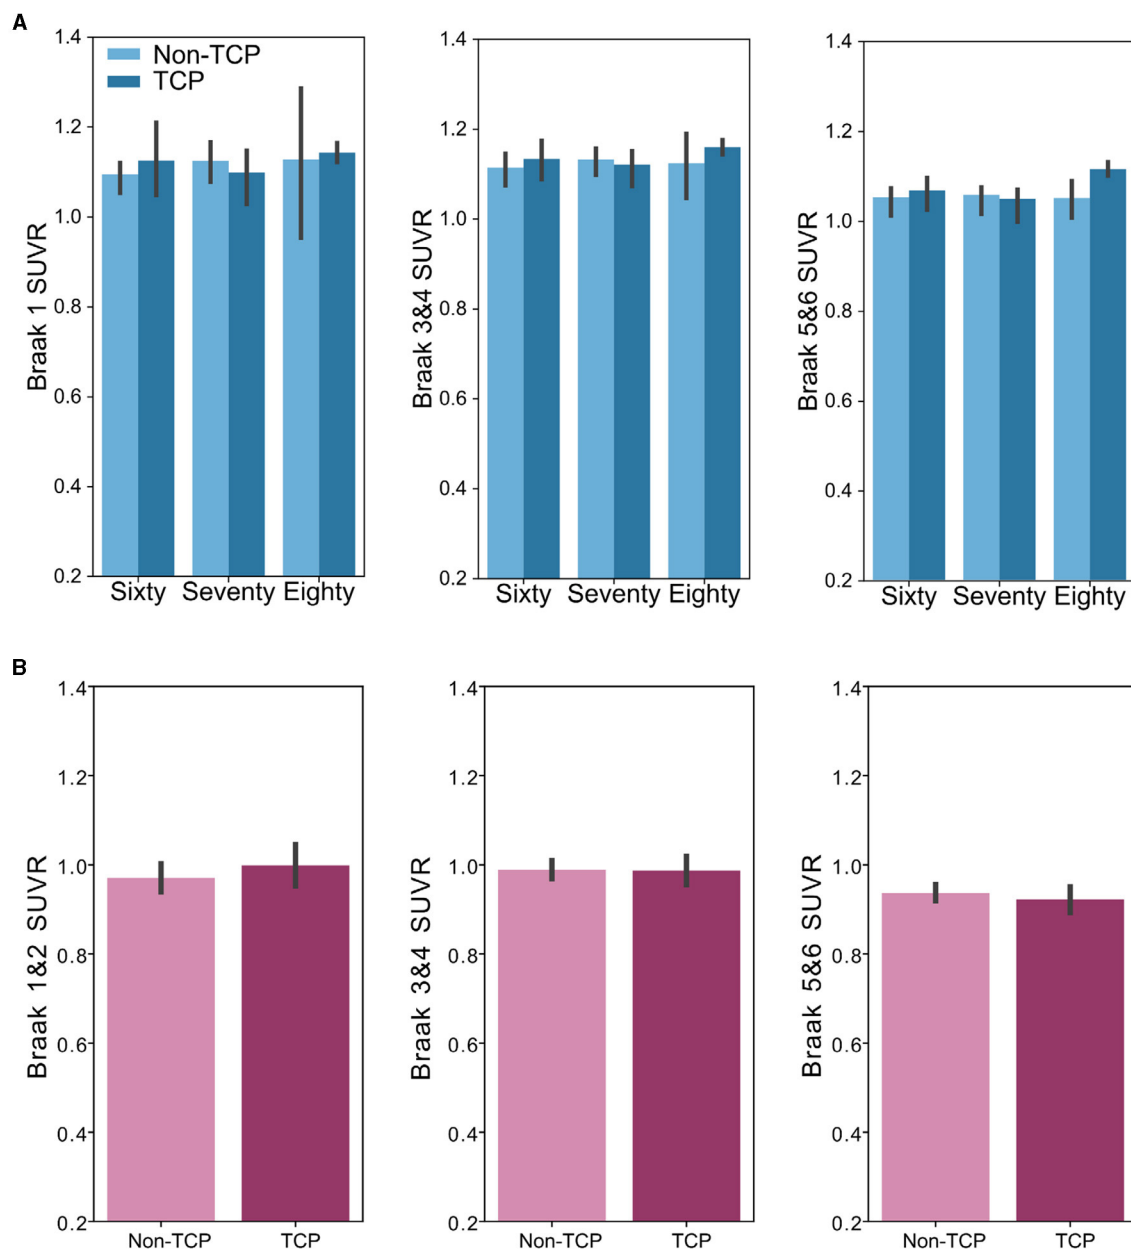 A
Braak 1 SUVR
1.4
1.2
1.0
0.8
0.6
0.4
0.2
Non-TCP
TCP
Sixty Seventy Eighty
Braak 3&4 SUVR
1.4
1.2
1.0
0.8
0.6
0.4
0.2
Sixty Seventy Eighty
Braak 5&6 SUVR
1.4
1.2
1.0
0.8
0.6
0.4
0.2
Sixty Seventy Eighty
B
Braak 1&2 SUVR
1.4
1.2
1.0
0.8
0.6
0.4
0.2
Non-TCP TCP
Braak 3&4 SUVR
1.4
1.2
1.0
0.8
0.6
0.4
0.2
Non-TCP TCP
Braak 5&6 SUVR
1.4
1.2
1.0
0.8
0.6
0.4
0.2
Non-TCP TCP